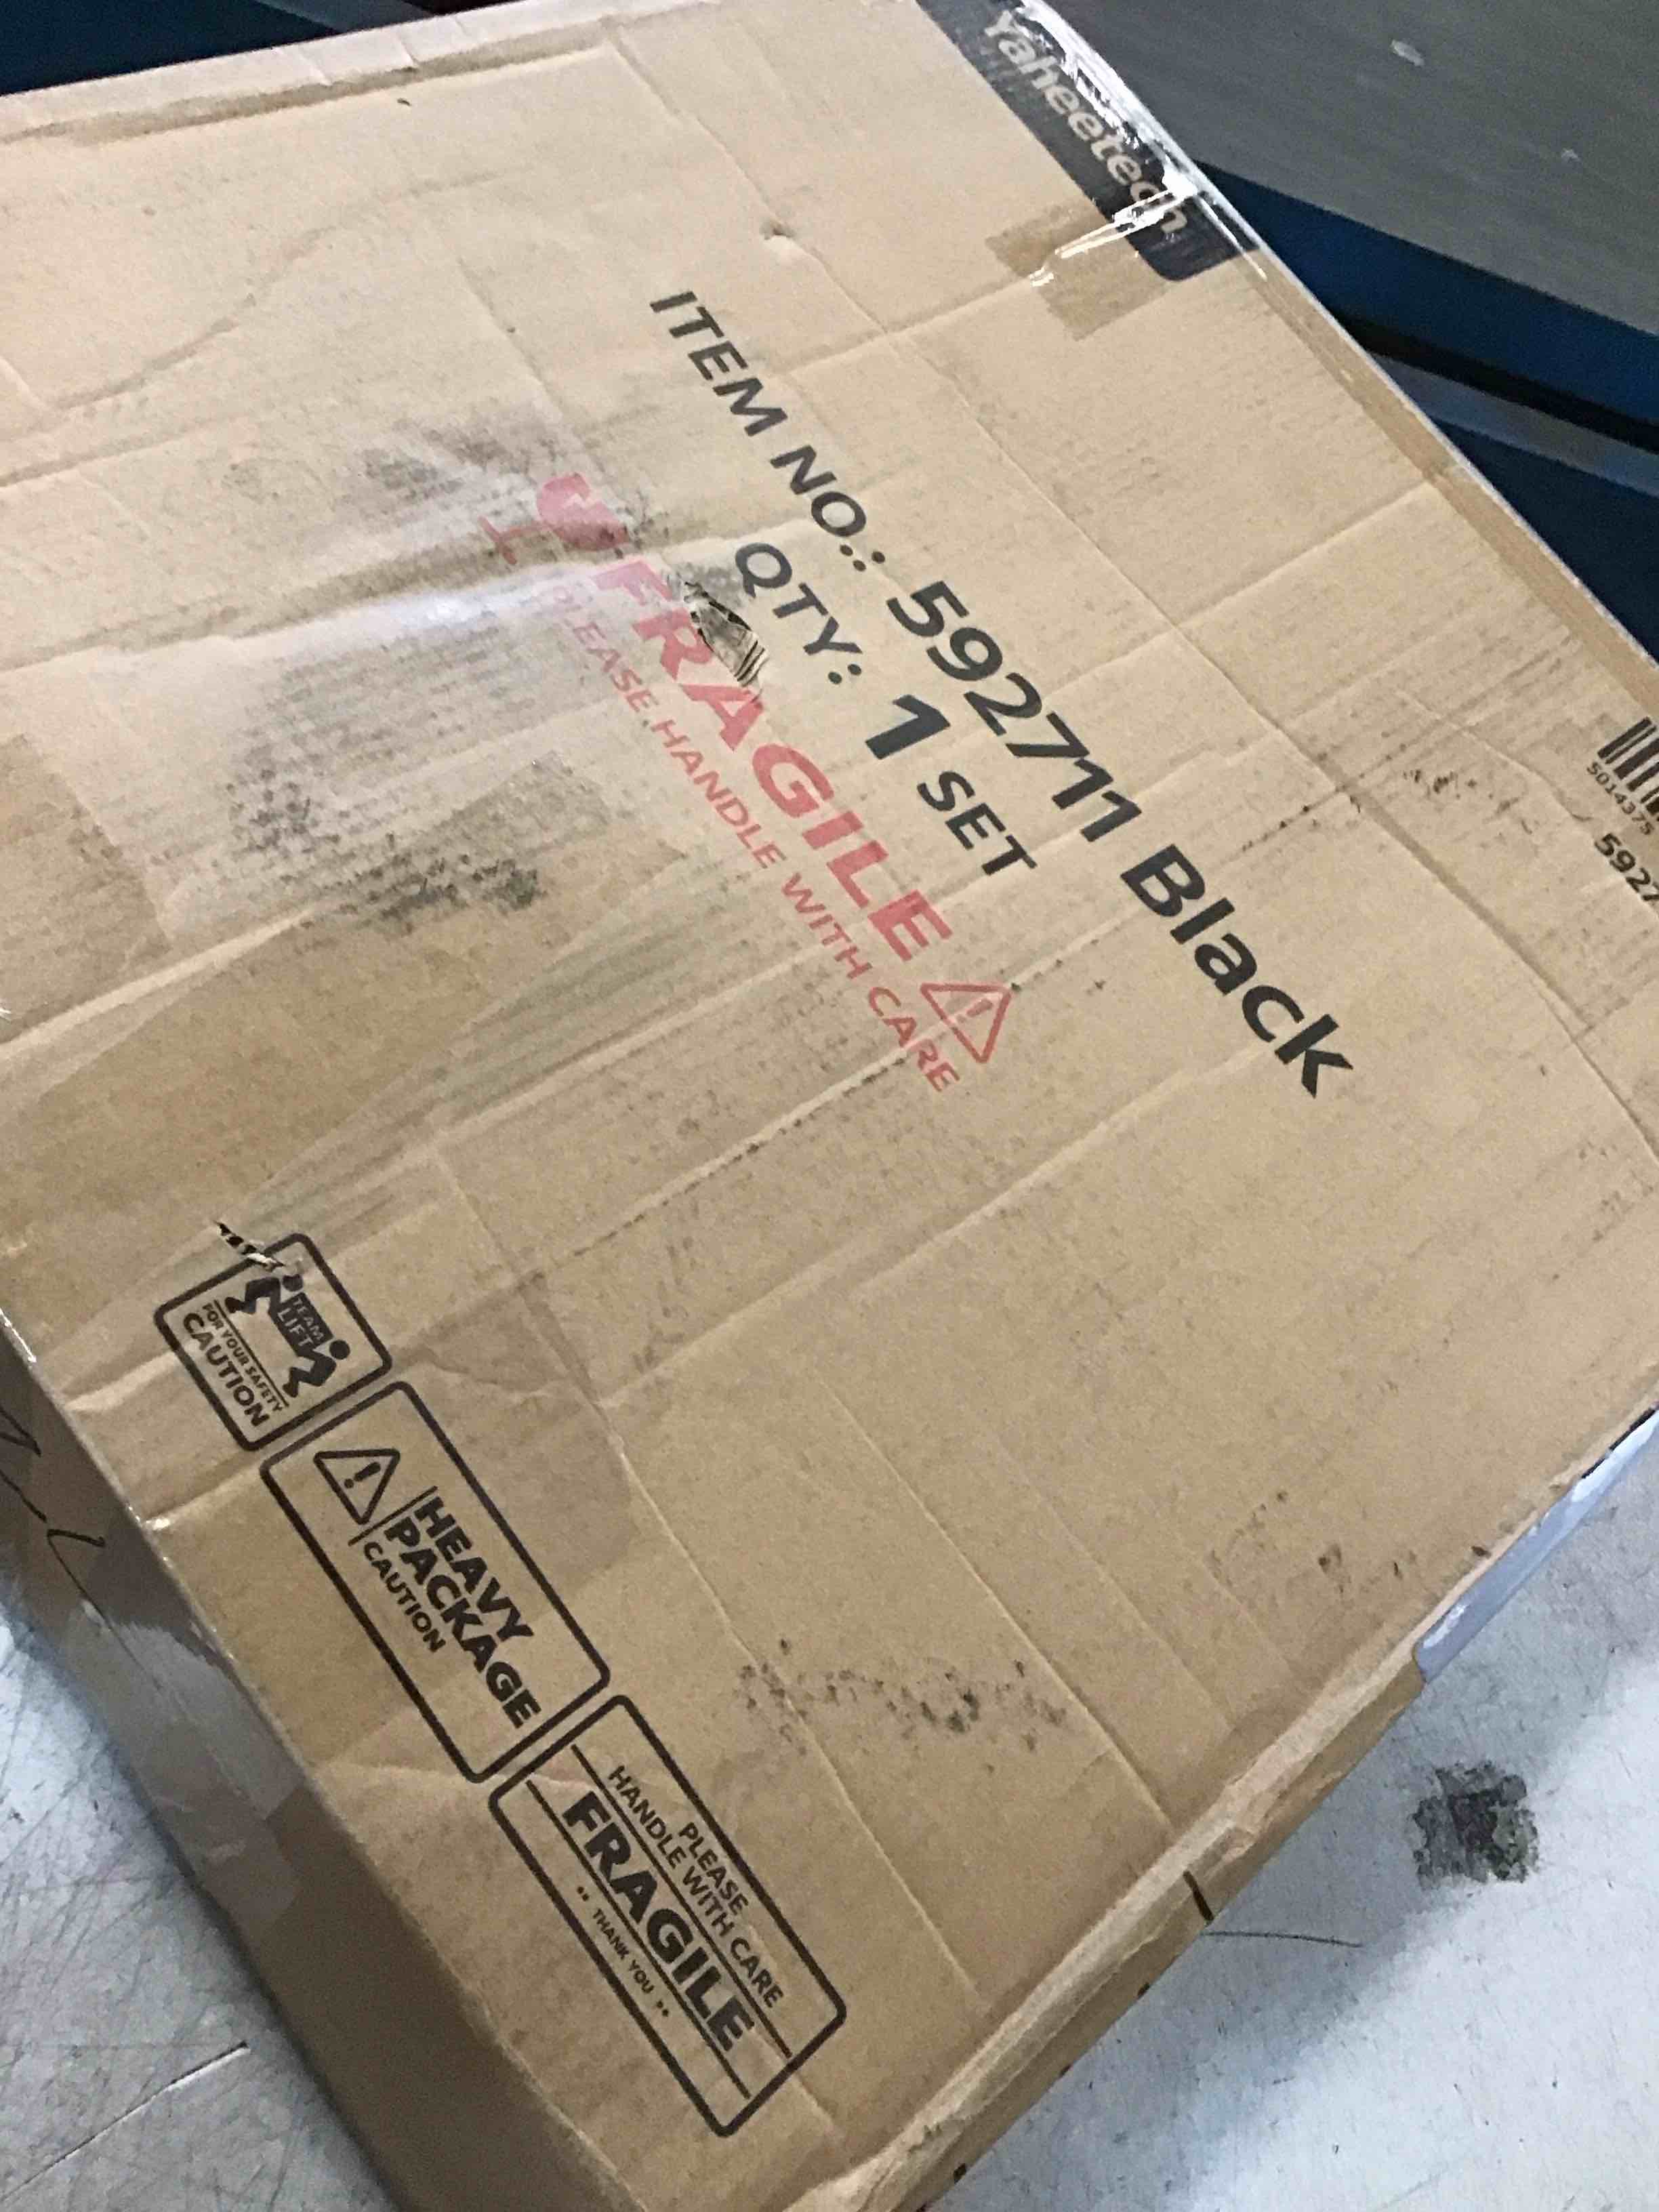 Yaheetech
ITEM NO.: 592711 Black
QTY: 1 SET
FRAGILE
PLEASE HANDLE WITH CARE
5014375
5927
TEAM
LIFT
FOR YOUR SAFETY
CAUTION
HEAVY
PACKAGE
CAUTION
PLEASE
HANDLE WITH CARE
FRAGILE
•• THANK YOU ••